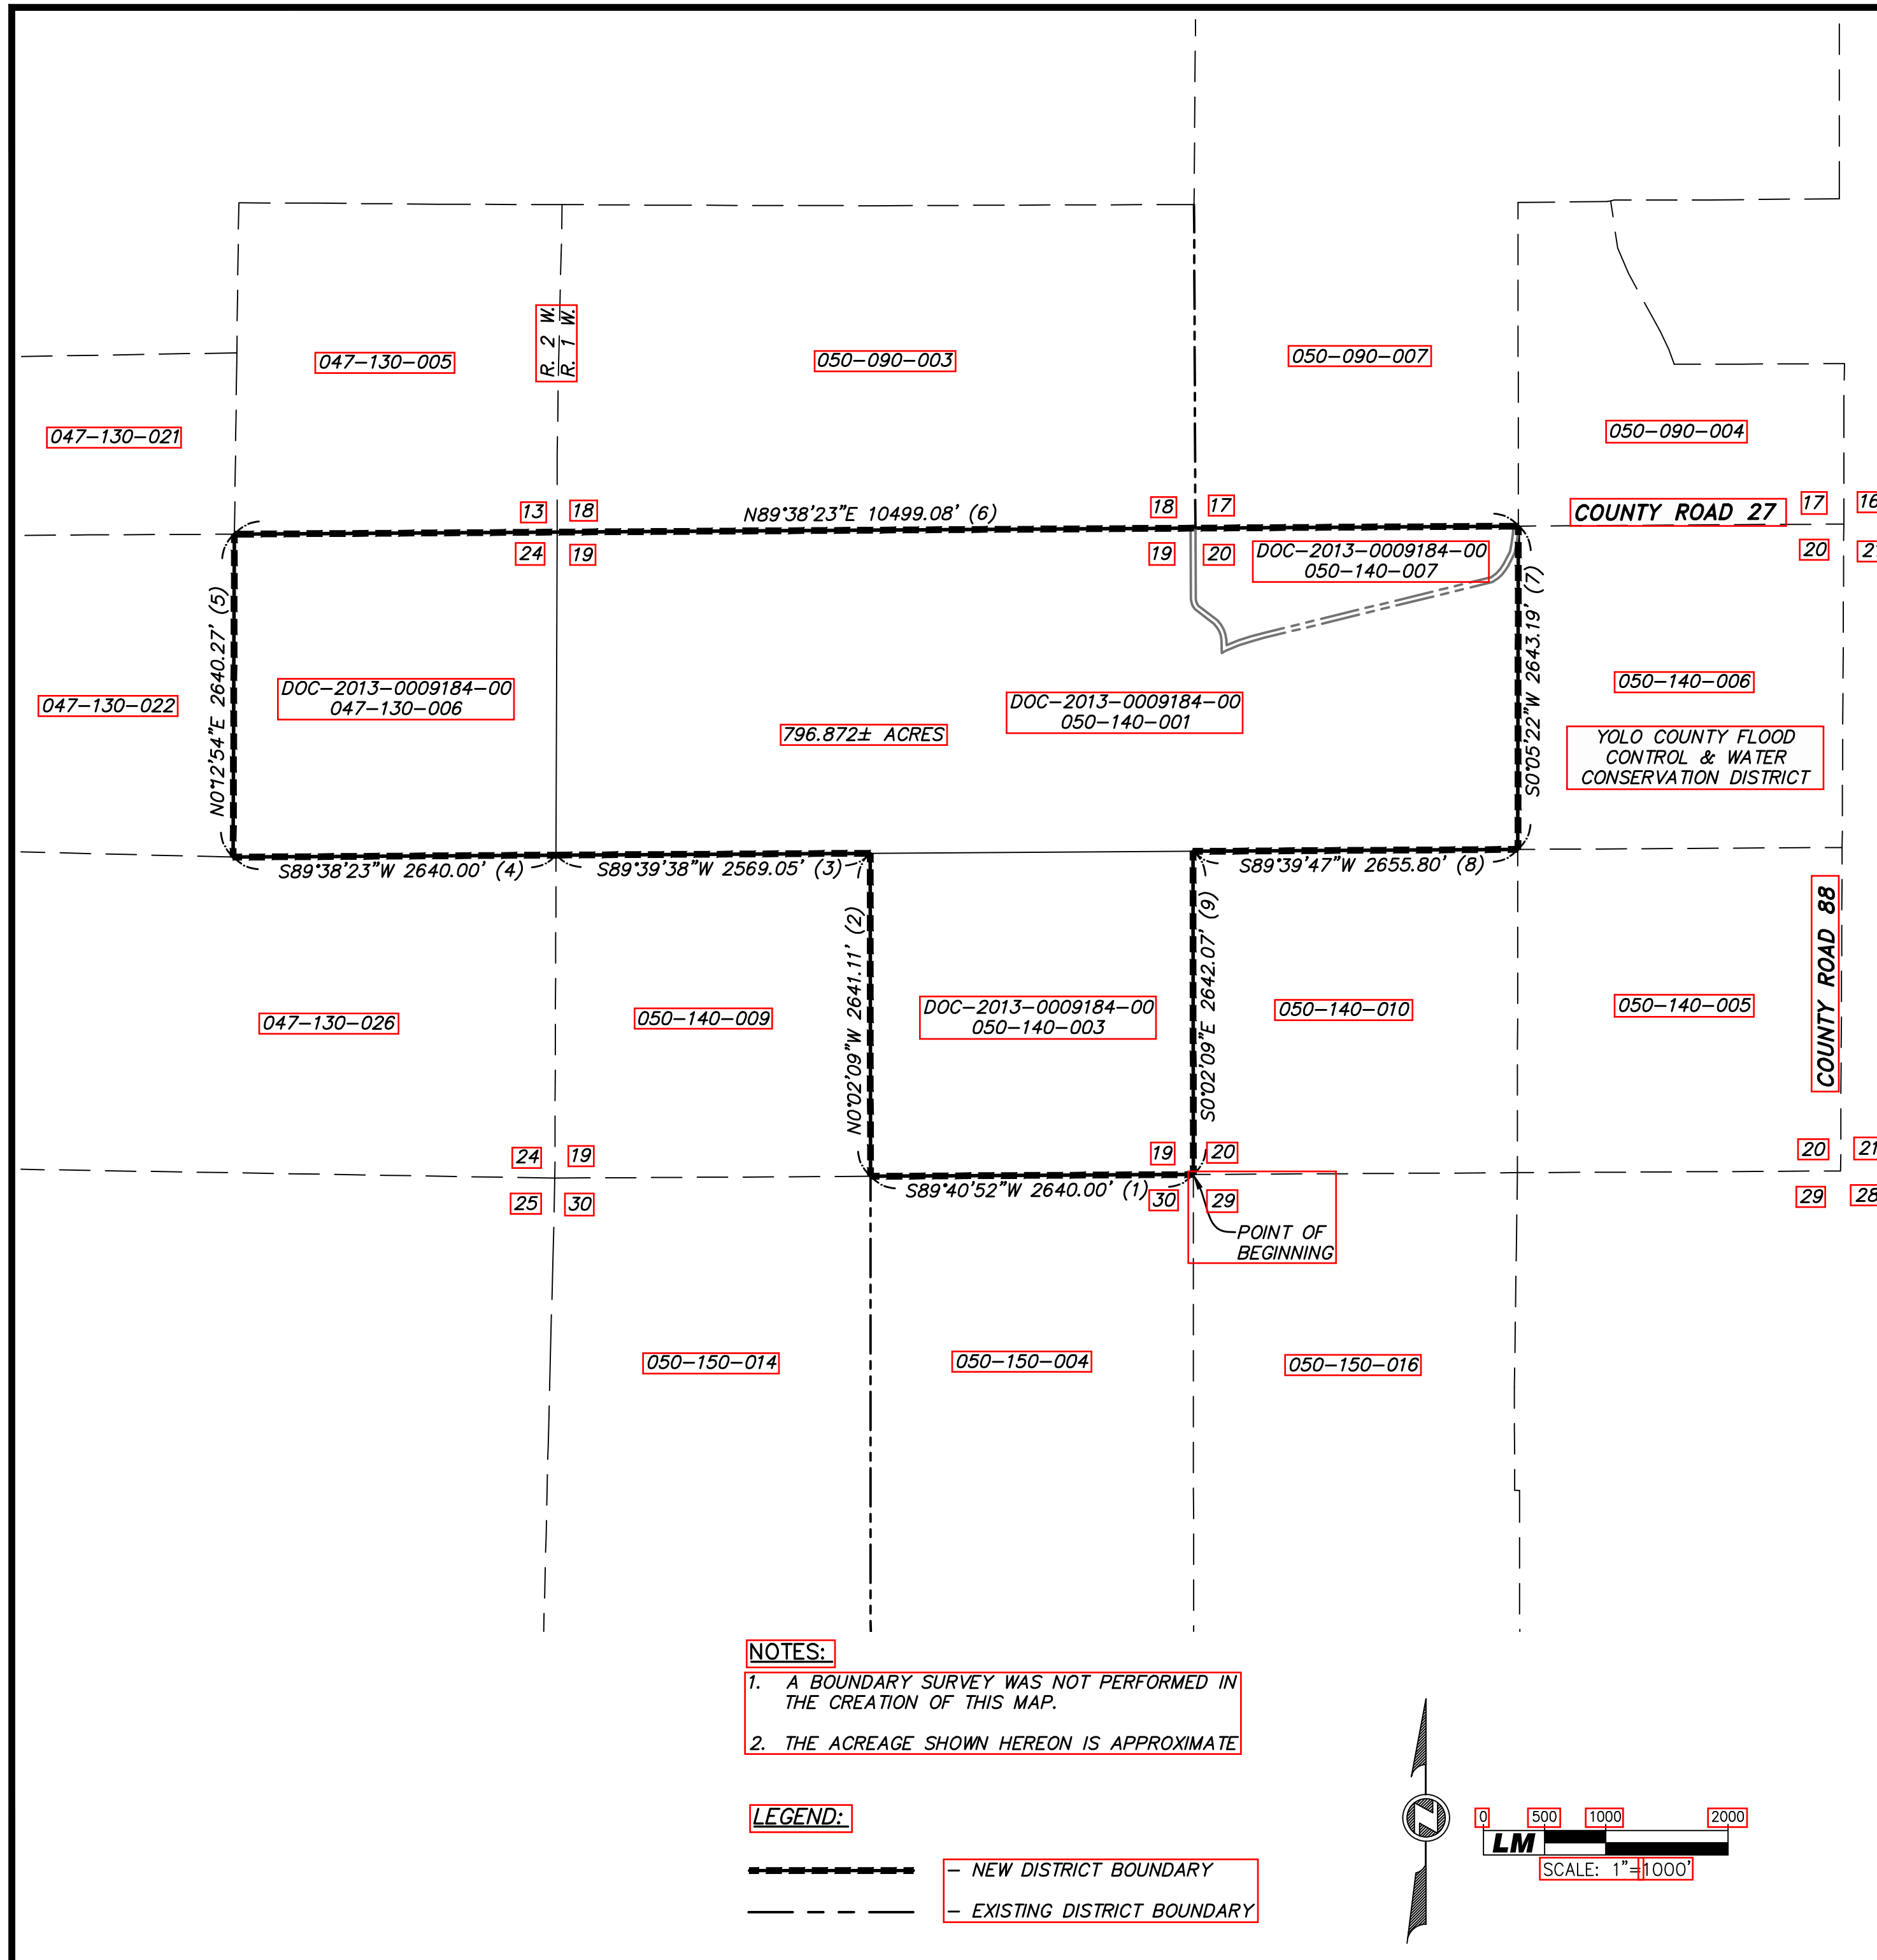 R. 2 W.
R. 1 W.
047-130-005
050-090-003
050-090-007
047-130-021
050-090-004
13
18
N89°38'23"E 10499.08' (6)
18
17
COUNTY ROAD 27
17
16
24
19
19
20
DOC-2013-0009184-00
050-140-007
20
N0°12'54"E 2640.27' (5)
S0°05'22"W 2643.19' (7)
047-130-022
DOC-2013-0009184-00
047-130-006
796.872± ACRES
DOC-2013-0009184-00
050-140-001
050-140-006
YOLO COUNTY FLOOD
CONTROL & WATER
CONSERVATION DISTRICT
S89°38'23"W 2640.00' (4)
S89°39'38"W 2569.05' (3)
S89°39'47"W 2655.80' (8)
N0°02'09"W 2641.11' (2)
S0°02'09"E 2642.07' (9)
COUNTY ROAD 88
047-130-026
050-140-009
DOC-2013-0009184-00
050-140-003
050-140-010
050-140-005
24
19
19
20
20
21
25
30
S89°40'52"W 2640.00' (1)
30
29
29
28
POINT OF
BEGINNING
050-150-014
050-150-004
050-150-016
NOTES:
1. A BOUNDARY SURVEY WAS NOT PERFORMED IN
THE CREATION OF THIS MAP.
2. THE ACREAGE SHOWN HEREON IS APPROXIMATE
LEGEND:
- NEW DISTRICT BOUNDARY
- EXISTING DISTRICT BOUNDARY
N
0 500 1000 2000
LM
SCALE: 1"=1000'